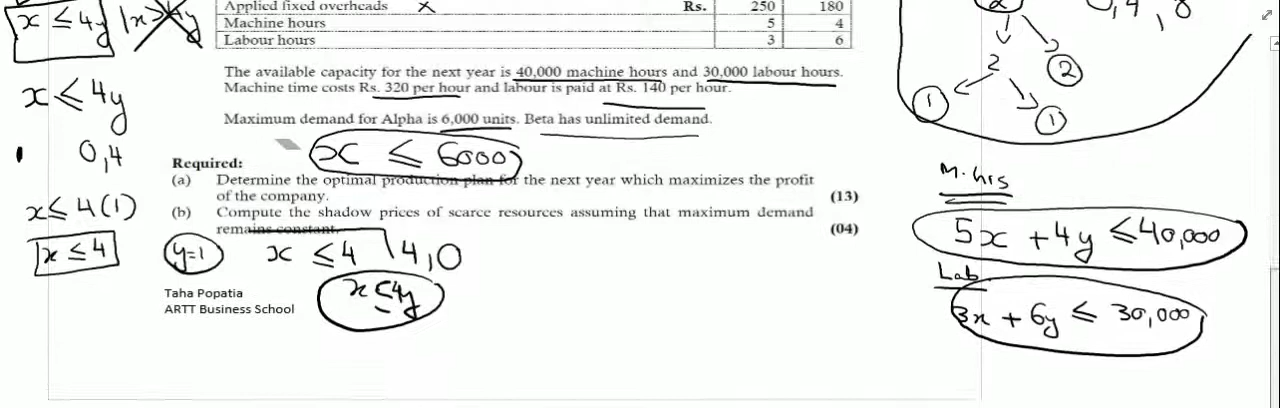 x ≤ 4y | x > 4y
Applied fixed overheads x Rs. 250 180
Machine hours 5 4
Labour hours 3 6
2
The available capacity for the next year is 40,000 machine hours and 30,000 labour hours.
Machine time costs Rs. 320 per hour and labour is paid at Rs. 140 per hour.
2 2
x ≤ 4y
Maximum demand for Alpha is 6,000 units. Beta has unlimited demand.
1 1
0,4
x ≤ 6000
Required:
(a) Determine the optimal production plan for the next year which maximizes the profit
of the company. (13)
M.hrs
x ≤ 4(1)
(b) Compute the shadow prices of scarce resources assuming that maximum demand
remains constant. (04)
5x + 4y ≤ 40,000
x ≤ 4
y=1
x ≤ 4 | 4,0
Lab
Taha Popatia
ARTT Business School
x ≤ 4y
3x + 6y ≤ 30,000